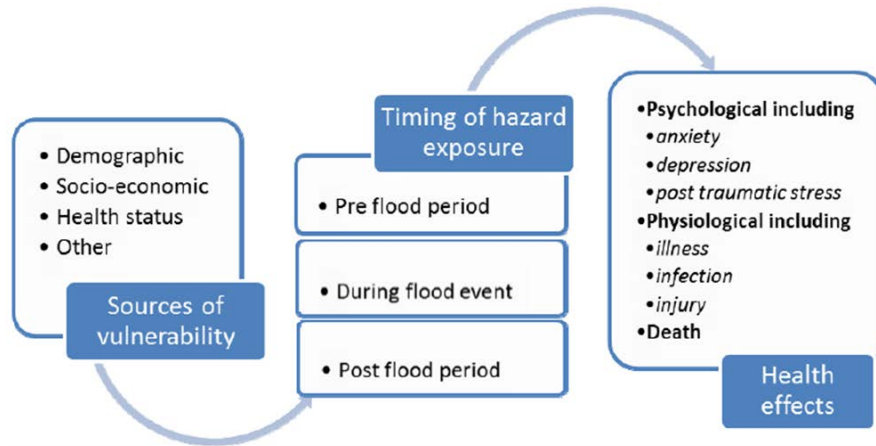 • Demographic
• Socio-economic
• Health status
• Other
Sources of
vulnerability
Timing of hazard
exposure
• Pre flood period
• During flood event
• Post flood period
•Psychological including
•anxiety
•depression
•post traumatic stress
•Physiological including
•illness
•infection
•injury
•Death
Health
effects